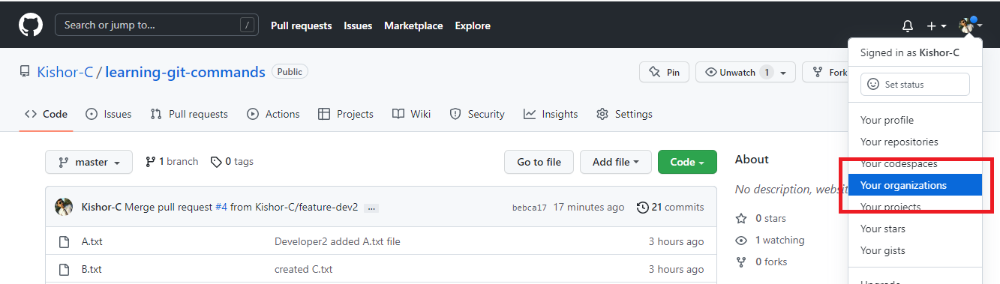 Search or jump to... / Pull requests Issues Marketplace Explore
Signed in as Kishor-C
Kishor-C / learning-git-commands Public Pin Unwatch 1 Fork
Set status
Code Issues Pull requests Actions Projects Wiki Security Insights Settings
Your profile
Your repositories
Your codespaces
Your organizations
Your projects
Your stars
Your gists
master 1 branch 0 tags Go to file Add file Code About
Kishor-C Merge pull request #4 from Kishor-C/feature-dev2 ... bebca17 17 minutes ago 21 commits
No description, website
A.txt Developer2 added A.txt file 3 hours ago
B.txt created C.txt 3 hours ago
0 stars
1 watching
0 forks